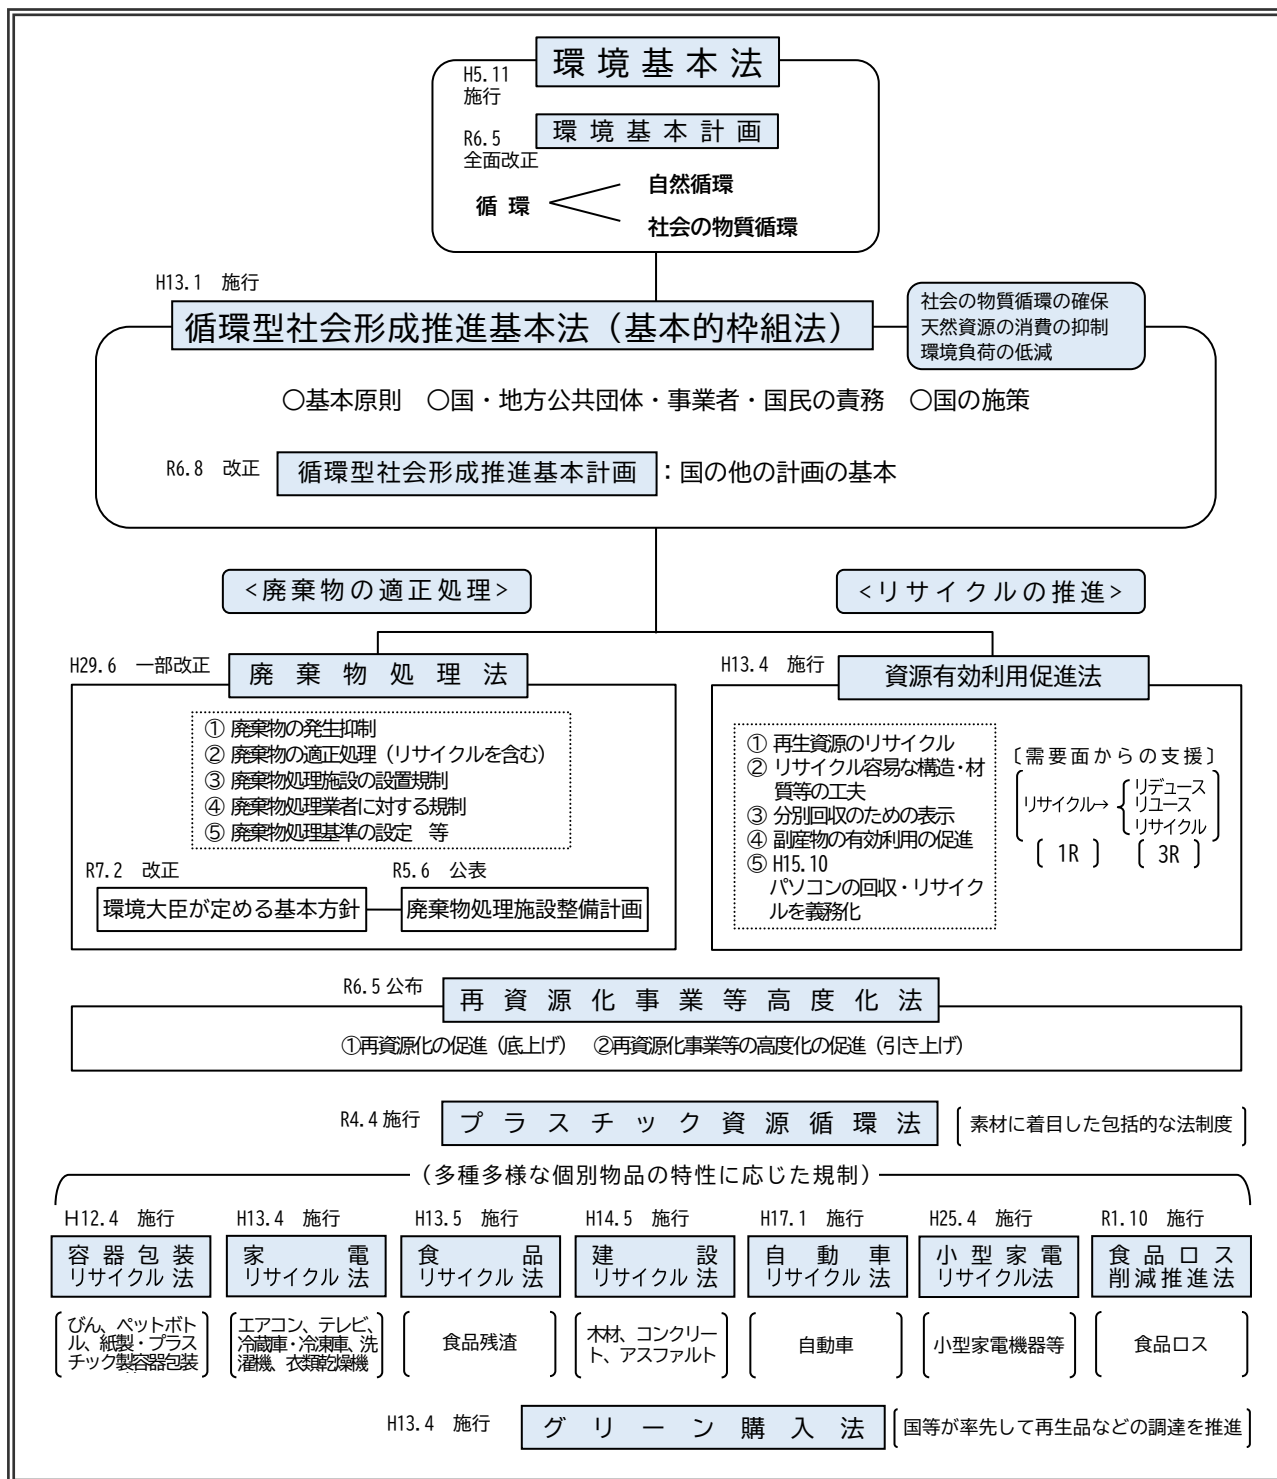 環境基本法
H5.11
施行
環境基本計画
R6.5
全面改正
循環
自然循環
社会の物質循環
H13.1 施行
循環型社会形成推進基本法（基本的枠組法）
社会の物質循環の確保
天然資源の消費の抑制
環境負荷の低減
○基本原則 ○国・地方公共団体・事業者・国民の責務 ○国の施策
R6.8 改正
循環型社会形成推進基本計画
：国の他の計画の基本
<廃棄物の適正処理>
<リサイクルの推進>
H29.6 一部改正
廃棄物処理法
① 廃棄物の発生抑制
② 廃棄物の適正処理（リサイクルを含む）
③ 廃棄物処理施設の設置規制
④ 廃棄物処理業者に対する規制
⑤ 廃棄物処理基準の設定 等
R7.2 改正
環境大臣が定める基本方針
R5.6 公表
廃棄物処理施設整備計画
H13.4 施行
資源有効利用促進法
① 再生資源のリサイクル
② リサイクル容易な構造・材
質等の工夫
③ 分別回収のための表示
④ 副産物の有効利用の促進
⑤ H15.10
パソコンの回収・リサイク
ルを義務化
〔需要面からの支援〕
リサイクル→
リデュース
リユース
リサイクル
〔 1R 〕
〔 3R 〕
R6.5公布
再資源化事業等高度化法
①再資源化の促進（底上げ） ②再資源化事業等の高度化の促進（引き上げ）
R4.4施行
プラスチック資源循環法
素材に着目した包括的な法制度
（多種多様な個別物品の特性に応じた規制）
H12.4 施行
容器包装
リサイクル法
びん、ペットボト
ル、紙製・プラス
チック製容器包装
H13.4 施行
家電
リサイクル法
エアコン、テレビ、
冷蔵庫・冷凍庫、洗
濯機、衣類乾燥機
H13.5 施行
食品
リサイクル法
食品残渣
H14.5 施行
建設
リサイクル法
木材、コンクリー
ト、アスファルト
H17.1 施行
自動車
リサイクル法
自動車
H25.4 施行
小型家電
リサイクル法
小型家電機器等
R1.10 施行
食品ロス
削減推進法
食品ロス
H13.4 施行
グリーン購入法
国等が率先して再生品などの調達を推進